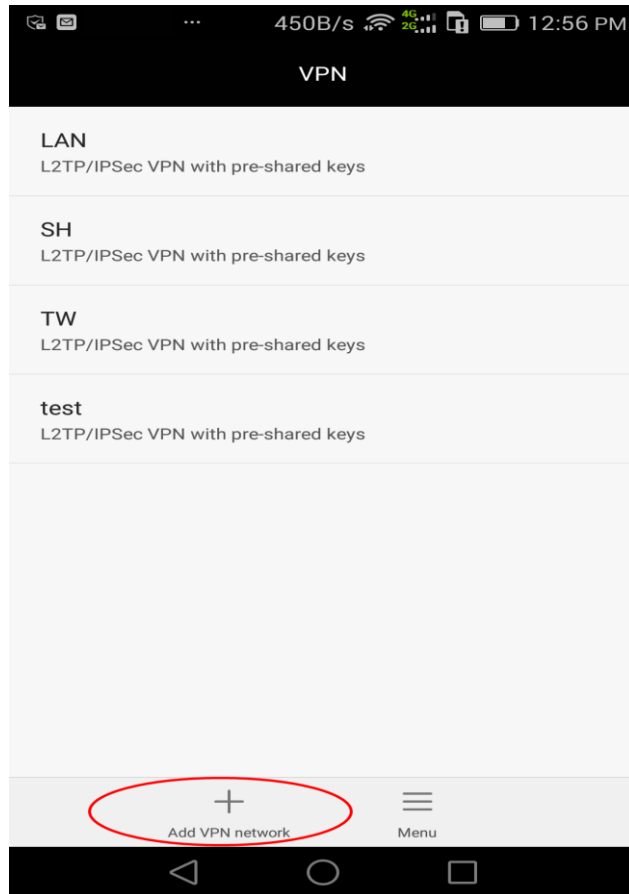 ... 450B/s 4G 2G 12:56 PM
VPN
LAN
L2TP/IPSec VPN with pre-shared keys
SH
L2TP/IPSec VPN with pre-shared keys
TW
L2TP/IPSec VPN with pre-shared keys
test
L2TP/IPSec VPN with pre-shared keys
Add VPN network
Menu